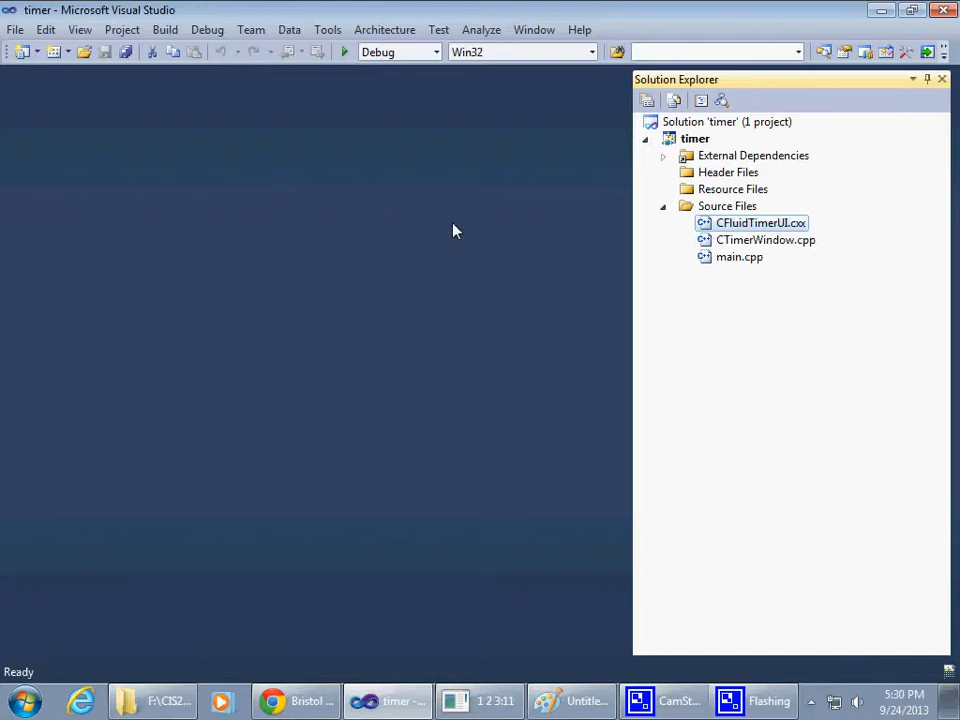 timer - Microsoft Visual Studio
File Edit View Project Build Debug Team Data Tools Architecture Test Analyze Window Help
Debug Win32
Solution Explorer
Solution 'timer' (1 project)
timer
External Dependencies
Header Files
Resource Files
Source Files
CFluidTimerUI.cxx
CTimerWindow.cpp
main.cpp
Ready
F:\CIS2... Bristol ... timer -... 1 2 3:11 Untitle... CamSt... Flashing 5:30 PM
9/24/2013